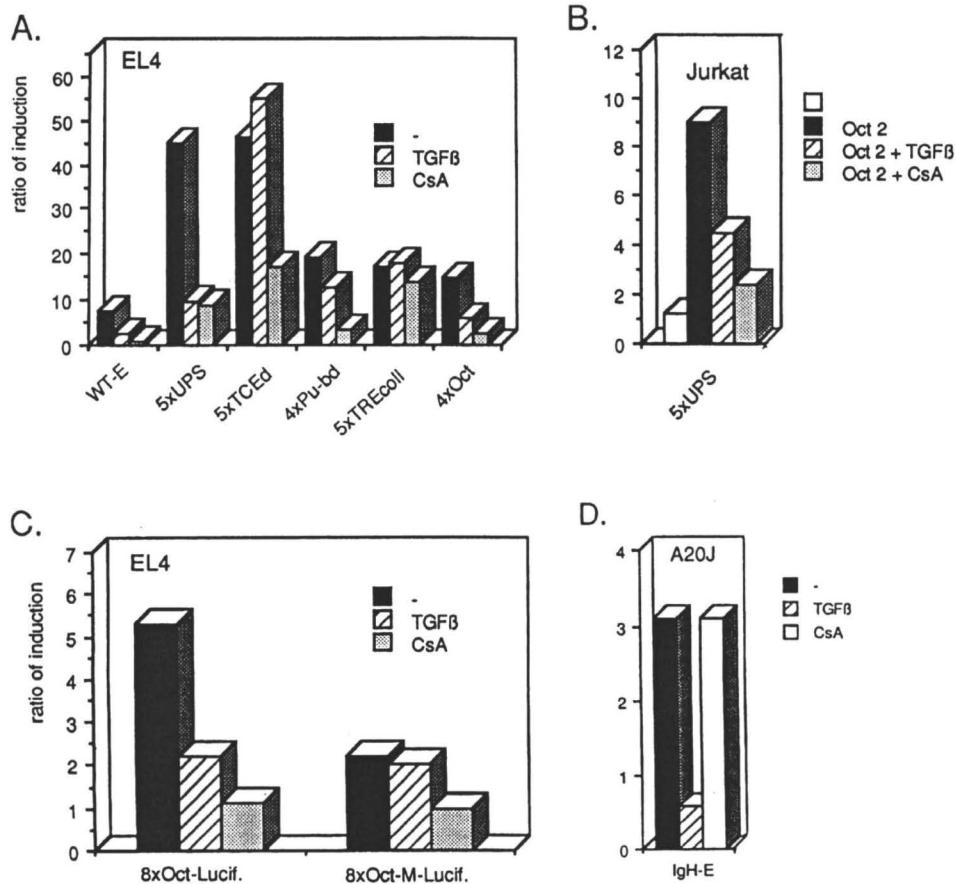 A.
EL4
ratio of induction
60
50
40
30
20
10
0
-
TGFß
CsA
WT-E
5xUPS
5xTCEd
4xPu-bd
5xTREcoll
4xOct
B.
Jurkat
12
10
8
6
4
2
0
Oct 2
Oct 2 + TGFß
Oct 2 + CsA
5xUPS
C.
EL4
ratio of induction
7
6
5
4
3
2
1
0
-
TGFß
CsA
8xOct-Lucif.
8xOct-M-Lucif.
D.
A20J
4
3
2
1
0
-
TGFß
CsA
IgH-E